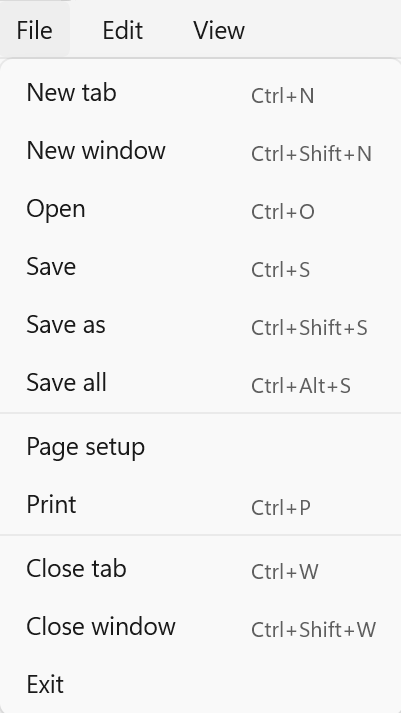 File Edit View
New tab Ctrl+N
New window Ctrl+Shift+N
Open Ctrl+O
Save Ctrl+S
Save as Ctrl+Shift+S
Save all Ctrl+Alt+S
Page setup
Print Ctrl+P
Close tab Ctrl+W
Close window Ctrl+Shift+W
Exit